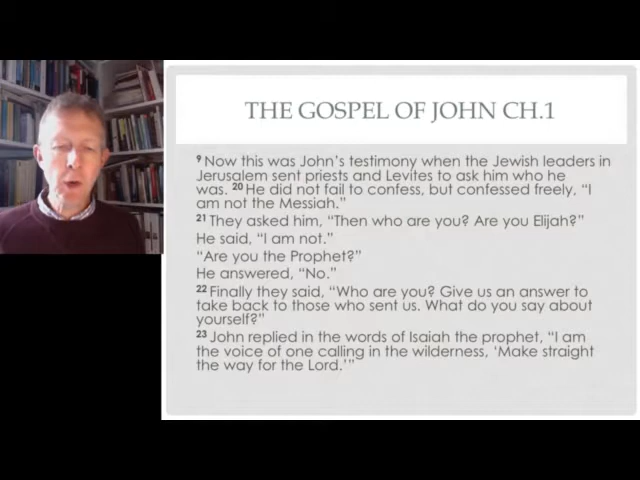 THE GOSPEL OF JOHN CH.1
⁹ Now this was John’s testimony when the Jewish leaders in
Jerusalem sent priests and Levites to ask him who he
was. ²⁰ He did not fail to confess, but confessed freely, “I
am not the Messiah.”
²¹ They asked him, “Then who are you? Are you Elijah?”
He said, “I am not.”
“Are you the Prophet?”
He answered, “No.”
²² Finally they said, “Who are you? Give us an answer to
take back to those who sent us. What do you say about
yourself?”
²³ John replied in the words of Isaiah the prophet, “I am
the voice of one calling in the wilderness, ‘Make straight
the way for the Lord.’”